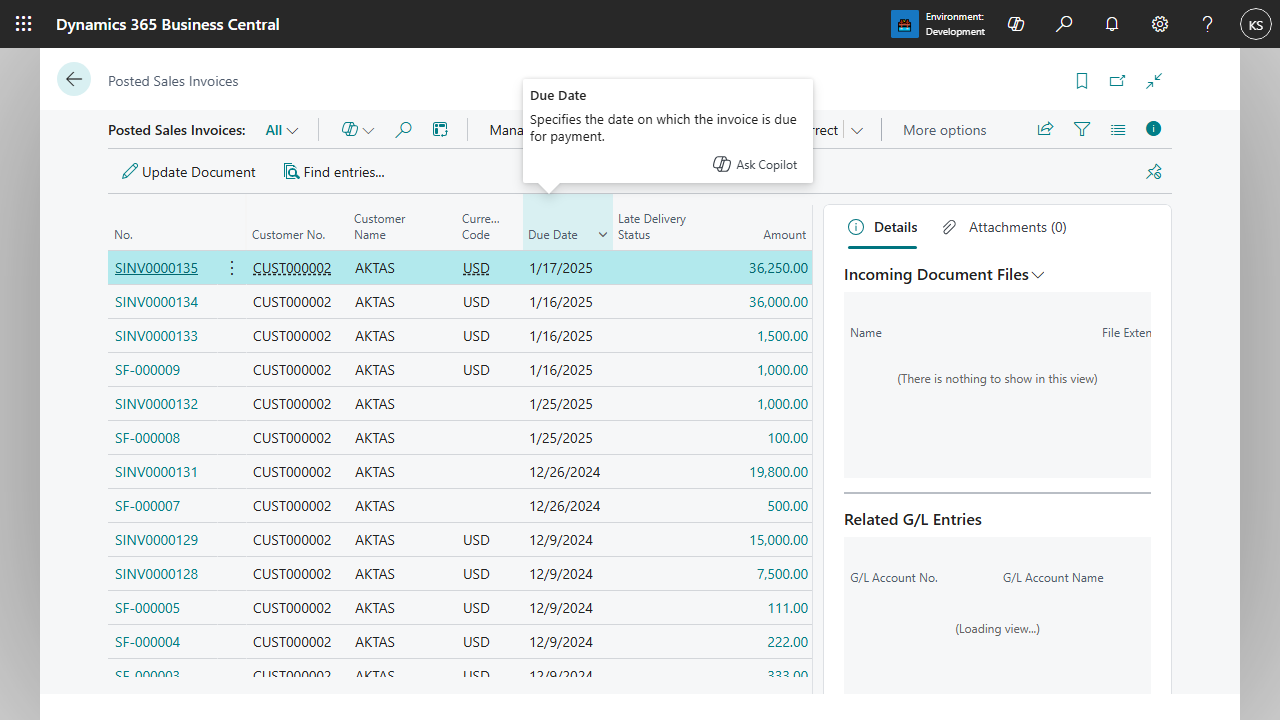 Dynamics 365 Business Central
Environment:
Development
KS
Posted Sales Invoices
Due Date
Specifies the date on which the invoice is due
for payment.
Ask Copilot
Posted Sales Invoices: All
More options
Update Document Find entries...
No. Customer No. Customer Name Curre... Code Due Date Late Delivery Status Amount
SINV0000135 CUST000002 AKTAS USD 1/17/2025 36,250.00
SINV0000134 CUST000002 AKTAS USD 1/16/2025 36,000.00
SINV0000133 CUST000002 AKTAS USD 1/16/2025 1,500.00
SF-000009 CUST000002 AKTAS USD 1/16/2025 1,000.00
SINV0000132 CUST000002 AKTAS 1/25/2025 1,000.00
SF-000008 CUST000002 AKTAS 1/25/2025 100.00
SINV0000131 CUST000002 AKTAS 12/26/2024 19,800.00
SF-000007 CUST000002 AKTAS 12/26/2024 500.00
SINV0000129 CUST000002 AKTAS USD 12/9/2024 15,000.00
SINV0000128 CUST000002 AKTAS USD 12/9/2024 7,500.00
SF-000005 CUST000002 AKTAS USD 12/9/2024 111.00
SF-000004 CUST000002 AKTAS USD 12/9/2024 222.00
SF-000003 CUST000002 AKTAS USD 12/9/2024 333.00
Details Attachments (0)
Incoming Document Files
Name File Exten
(There is nothing to show in this view)
Related G/L Entries
G/L Account No. G/L Account Name
(Loading view...)